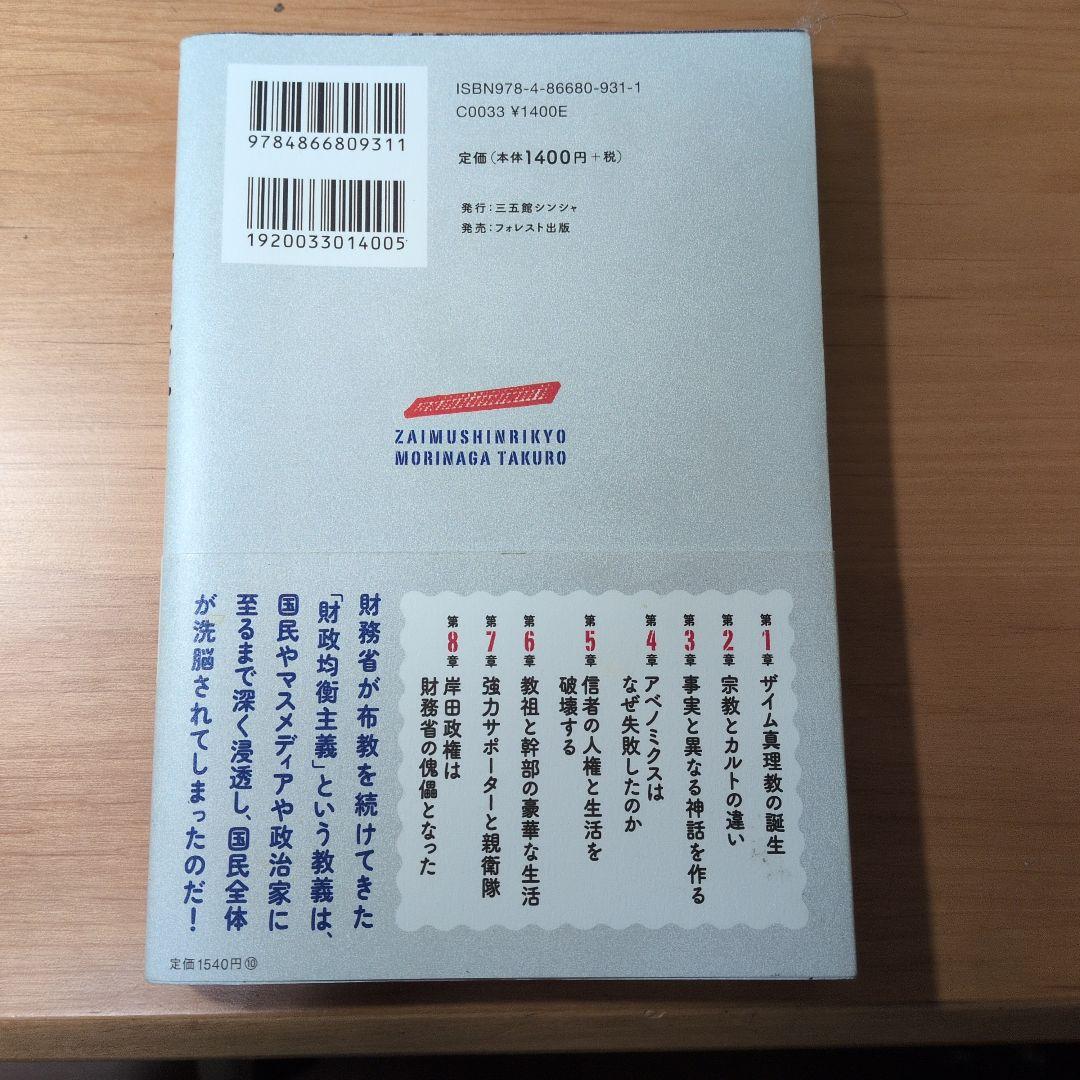 ISBN978-4-86680-931-1
C0033 ¥1400E
9784866809311
定価（本体1400円＋税）
1920033014005
発行：三五館シンシャ
発売：フォレスト出版
ZAIMUSHINRIKYO
MORINAGA TAKURO
第1章 ザイム真理教の誕生
第2章 宗教とカルトの違い
第3章 事実と異なる神話を作る
第4章 アベノミクスは
なぜ失敗したのか
第5章 信者の人権と生活を
破壊する
第6章 教祖と幹部の豪華な生活
第7章 強力サポーターと親衛隊
第8章 岸田政権は
財務省の傀儡となった
財務省が布教を続けてきた
「財政均衡主義」という教義は、
国民やマスメディアや政治家に
至るまで深く浸透し、国民全体
が洗脳されてしまったのだ！
定価1540円⑩